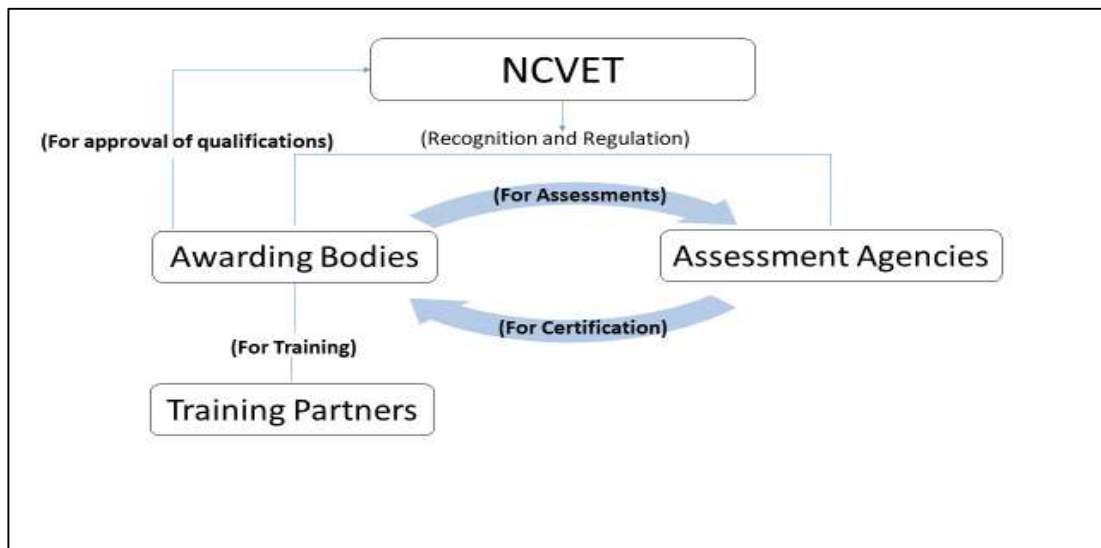 NCVET
(For approval of qualifications)
(Recognition and Regulation)
(For Assessments)
Awarding Bodies
Assessment Agencies
(For Certification)
(For Training)
Training Partners